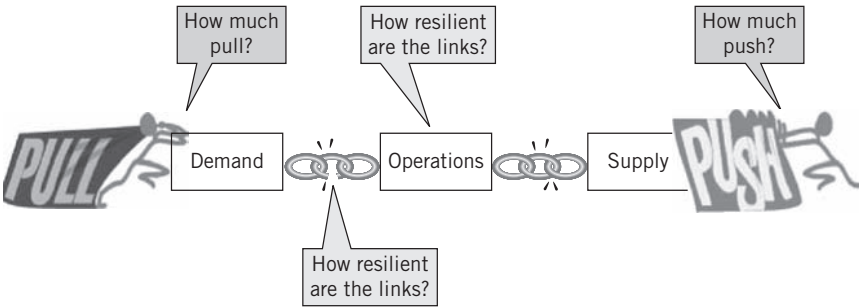 How much
pull?
How resilient
are the links?
How much
push?
PULL
Demand
Operations
Supply
PUSH
How resilient
are the links?